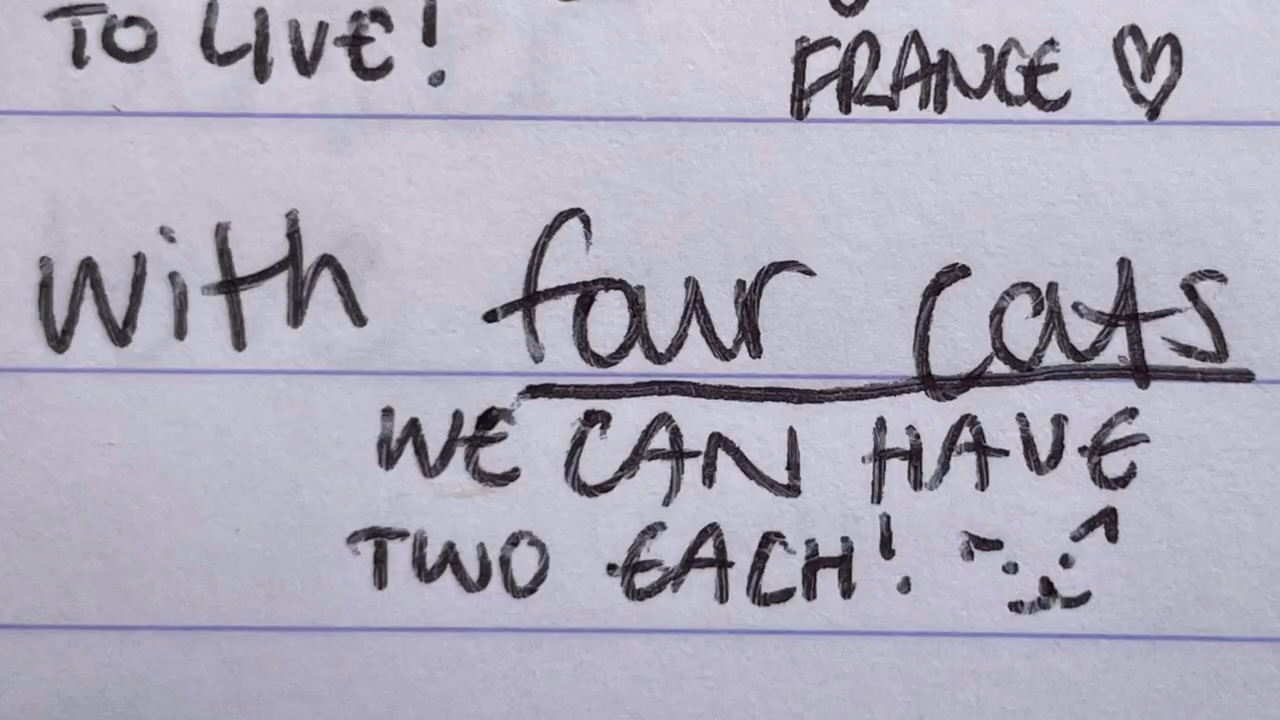 TO LIVE!
FRANCE ♡
with four cats
WE CAN HAVE
TWO EACH!